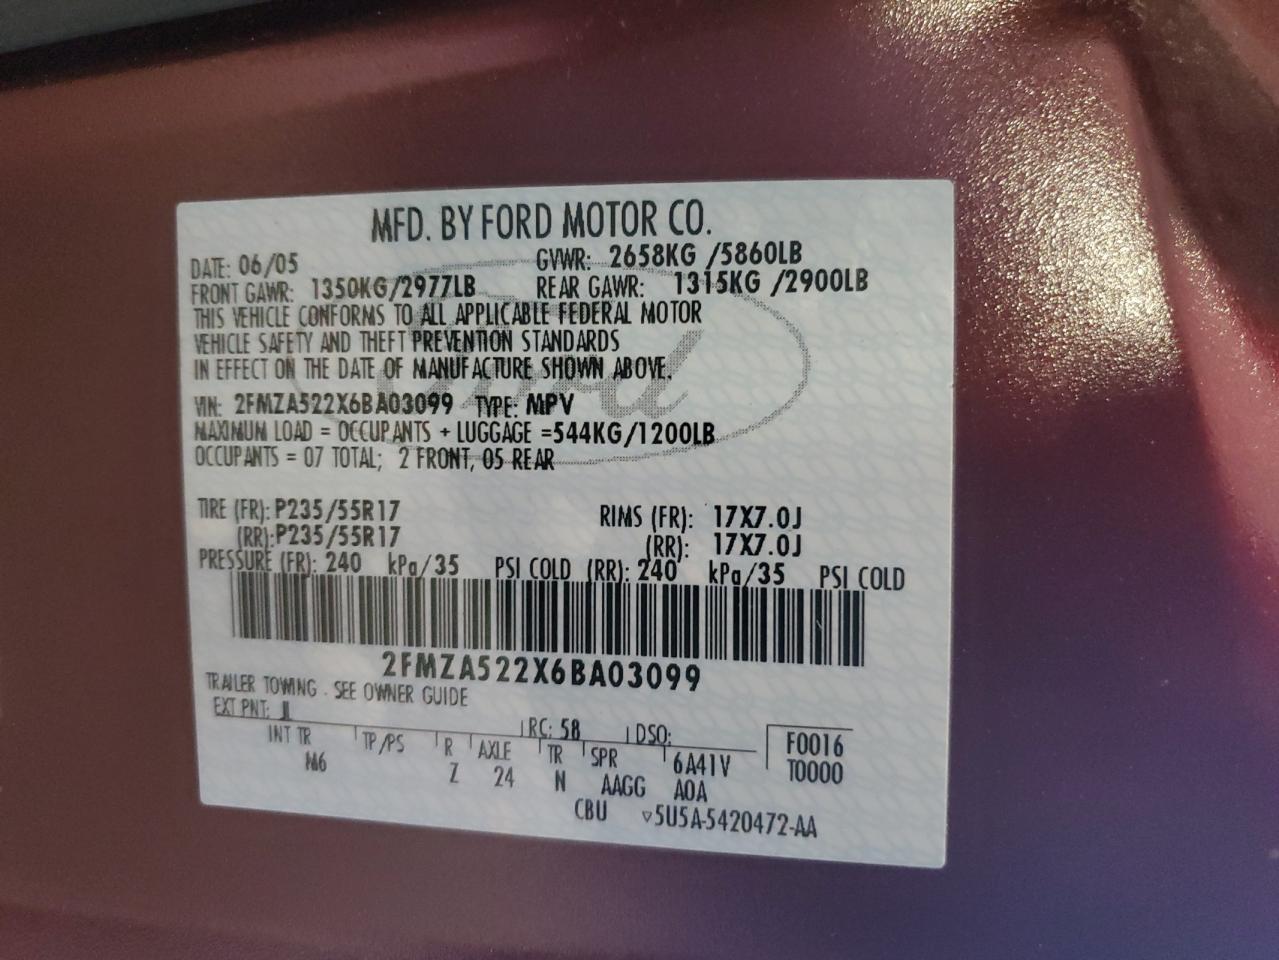 MFD. BY FORD MOTOR CO.
DATE: 06/05 GVWR: 2658KG /5860LB
FRONT GAWR: 1350KG/2977LB REAR GAWR: 1315KG /2900LB
THIS VEHICLE CONFORMS TO ALL APPLICABLE FEDERAL MOTOR
VEHICLE SAFETY AND THEFT PREVENTION STANDARDS
IN EFFECT ON THE DATE OF MANUFACTURE SHOWN ABOVE.
Ford
VIN: 2FMZA522X6BA03099 TYPE: MPV
MAXIMUM LOAD = OCCUPANTS + LUGGAGE =544KG/1200LB
OCCUPANTS = 07 TOTAL; 2 FRONT, 05 REAR
TIRE (FR): P235/55R17 RIMS (FR): 17X7.0J
(RR):P235/55R17 (RR): 17X7.0J
PRESSURE (FR): 240 kPa/35 PSI COLD (RR): 240 kPa/35 PSI COLD
2FMZA522X6BA03099
TRAILER TOWING - SEE OWNER GUIDE
EXT PNT: JL RC: 58 DSO: F0016
INT TR TP/PS R AXLE TR SPR 6A41V T0000
M6 Z 24 N AAGG A0A
CBU ▽5U5A-5420472-AA